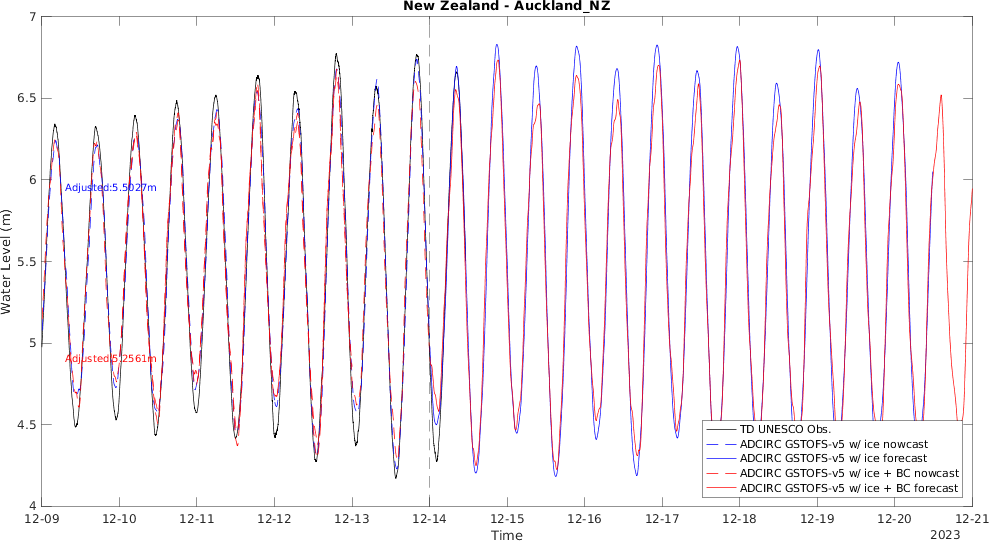 New Zealand - Auckland_NZ
7
6.5
6
5.5
5
4.5
4
Water Level (m)
Adjusted:5.5027m
Adjusted:5.2561m
TD UNESCO Obs.
ADCIRC GSTOFS-v5 w/ ice nowcast
ADCIRC GSTOFS-v5 w/ ice forecast
ADCIRC GSTOFS-v5 w/ ice + BC nowcast
ADCIRC GSTOFS-v5 w/ ice + BC forecast
12-09 12-10 12-11 12-12 12-13 12-14 12-15 12-16 12-17 12-18 12-19 12-20 12-21
Time
2023